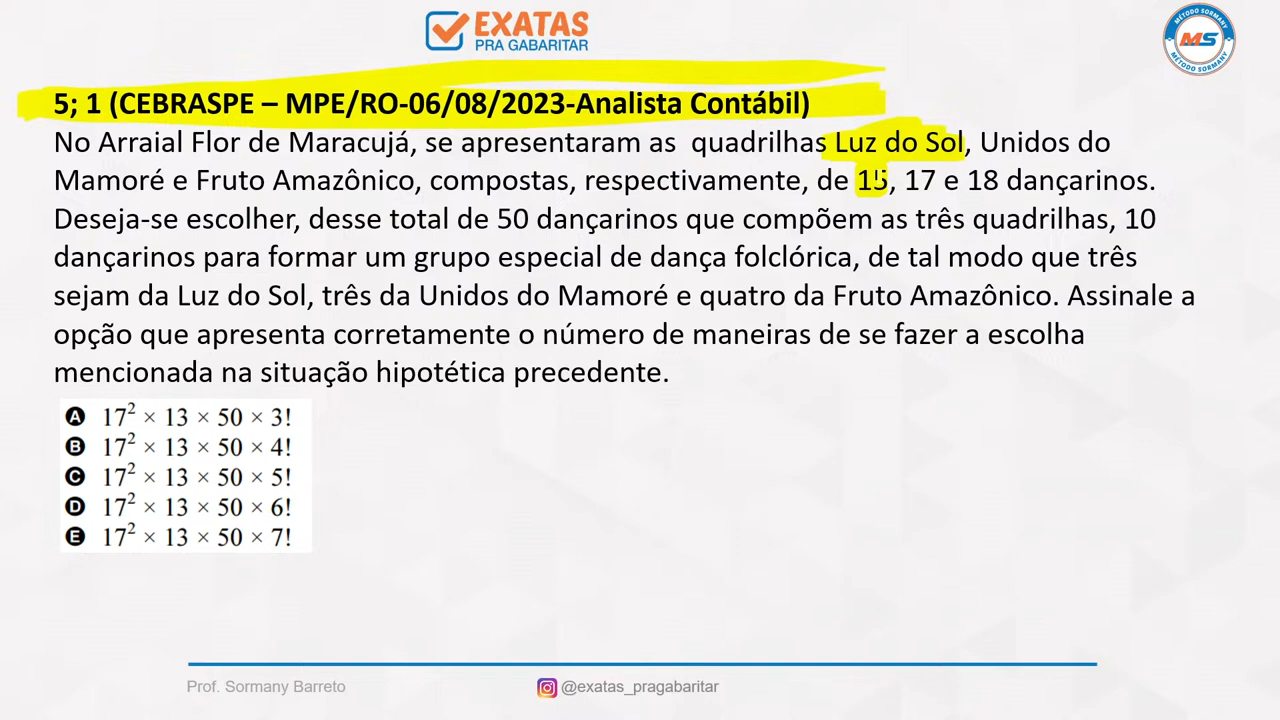 EXATAS
PRA GABARITAR
MÉTODO SORMANY
MS
MÉTODO SORMANY
5; 1 (CEBRASPE – MPE/RO-06/08/2023-Analista Contábil)
No Arraial Flor de Maracujá, se apresentaram as quadrilhas Luz do Sol, Unidos do
Mamoré e Fruto Amazônico, compostas, respectivamente, de 15, 17 e 18 dançarinos.
Deseja-se escolher, desse total de 50 dançarinos que compõem as três quadrilhas, 10
dançarinos para formar um grupo especial de dança folclórica, de tal modo que três
sejam da Luz do Sol, três da Unidos do Mamoré e quatro da Fruto Amazônico. Assinale a
opção que apresenta corretamente o número de maneiras de se fazer a escolha
mencionada na situação hipotética precedente.
A 17² × 13 × 50 × 3!
B 17² × 13 × 50 × 4!
C 17² × 13 × 50 × 5!
D 17² × 13 × 50 × 6!
E 17² × 13 × 50 × 7!
Prof. Sormany Barreto
@exatas_pragabaritar